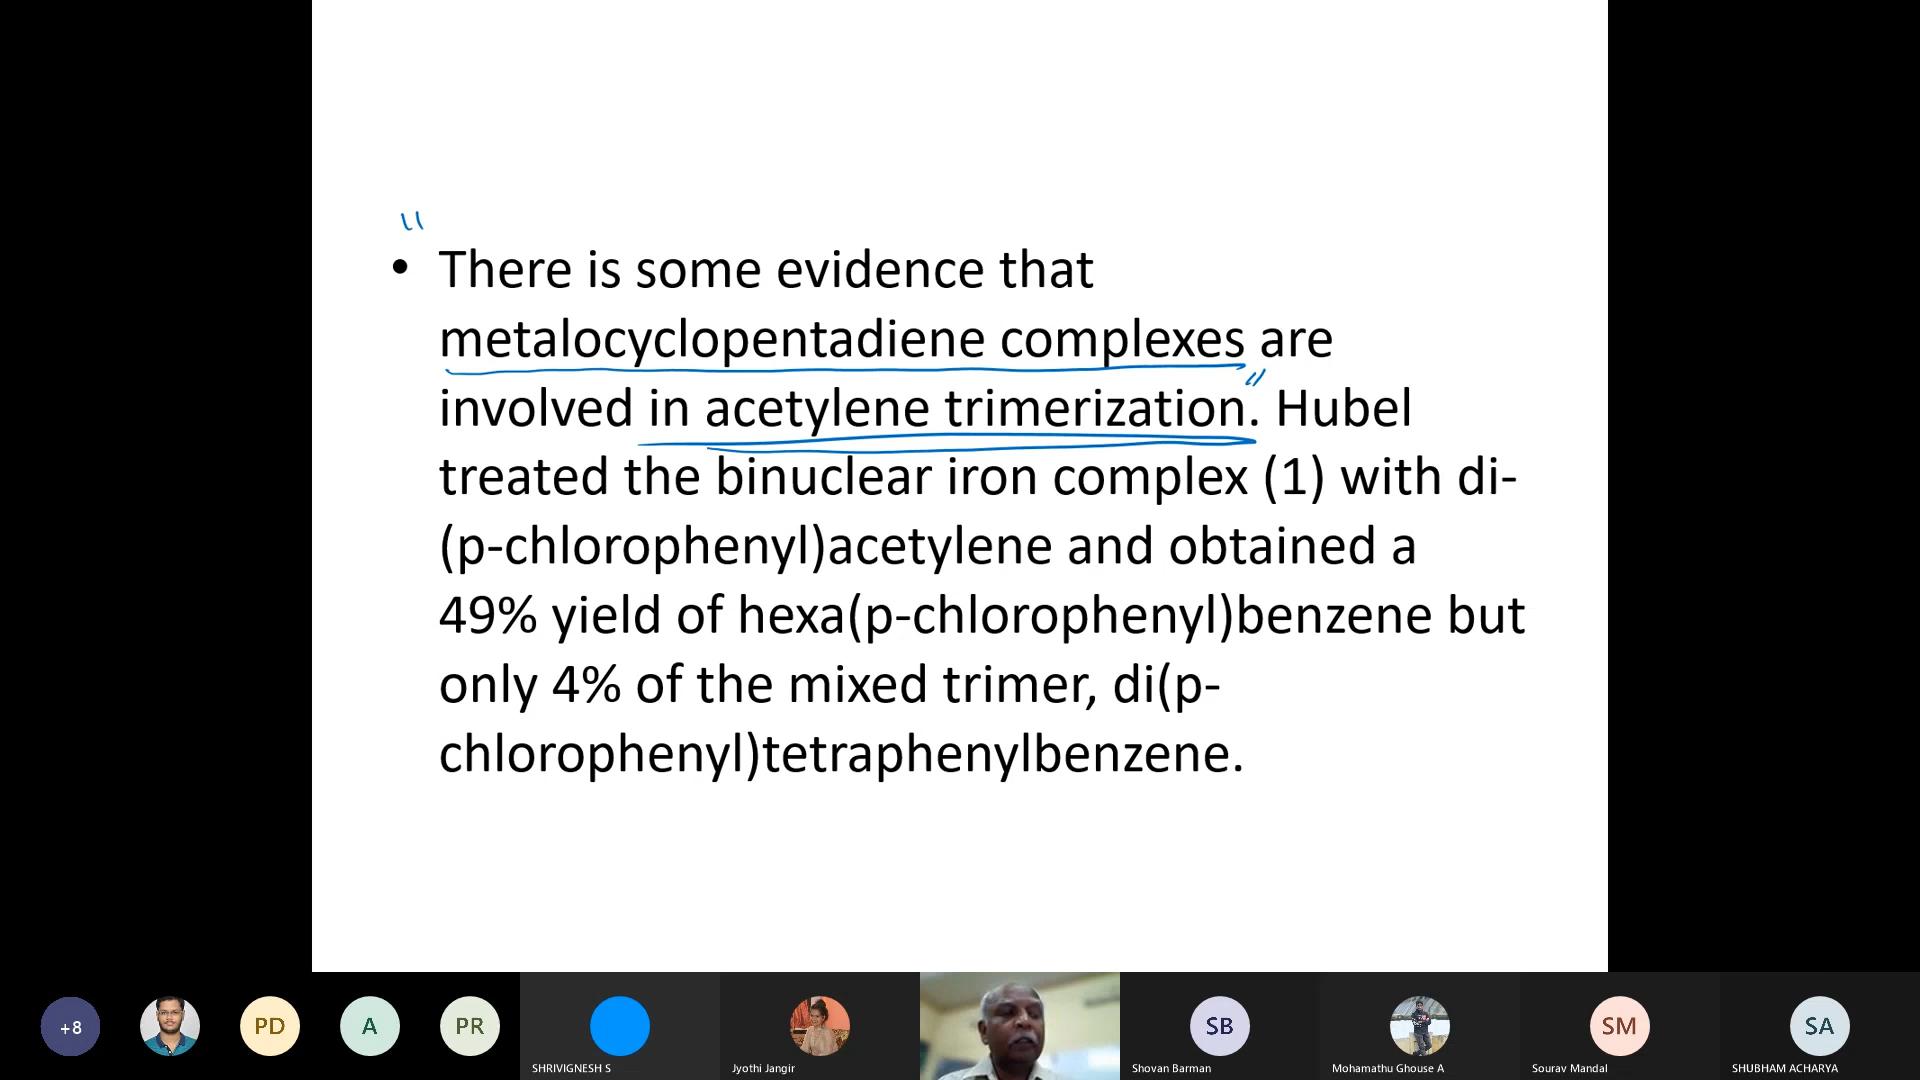 "
• There is some evidence that
metalocyclopentadiene complexes are
involved in acetylene trimerization." Hubel
treated the binuclear iron complex (1) with di-
(p-chlorophenyl)acetylene and obtained a
49% yield of hexa(p-chlorophenyl)benzene but
only 4% of the mixed trimer, di(p-
chlorophenyl)tetraphenylbenzene.
+8
PD
A
PR
SHRIVIGNESH S
Jyothi Jangir
SB
Shovan Barman
Mohamathu Ghouse A
SM
Sourav Mandal
SA
SHUBHAM ACHARYA